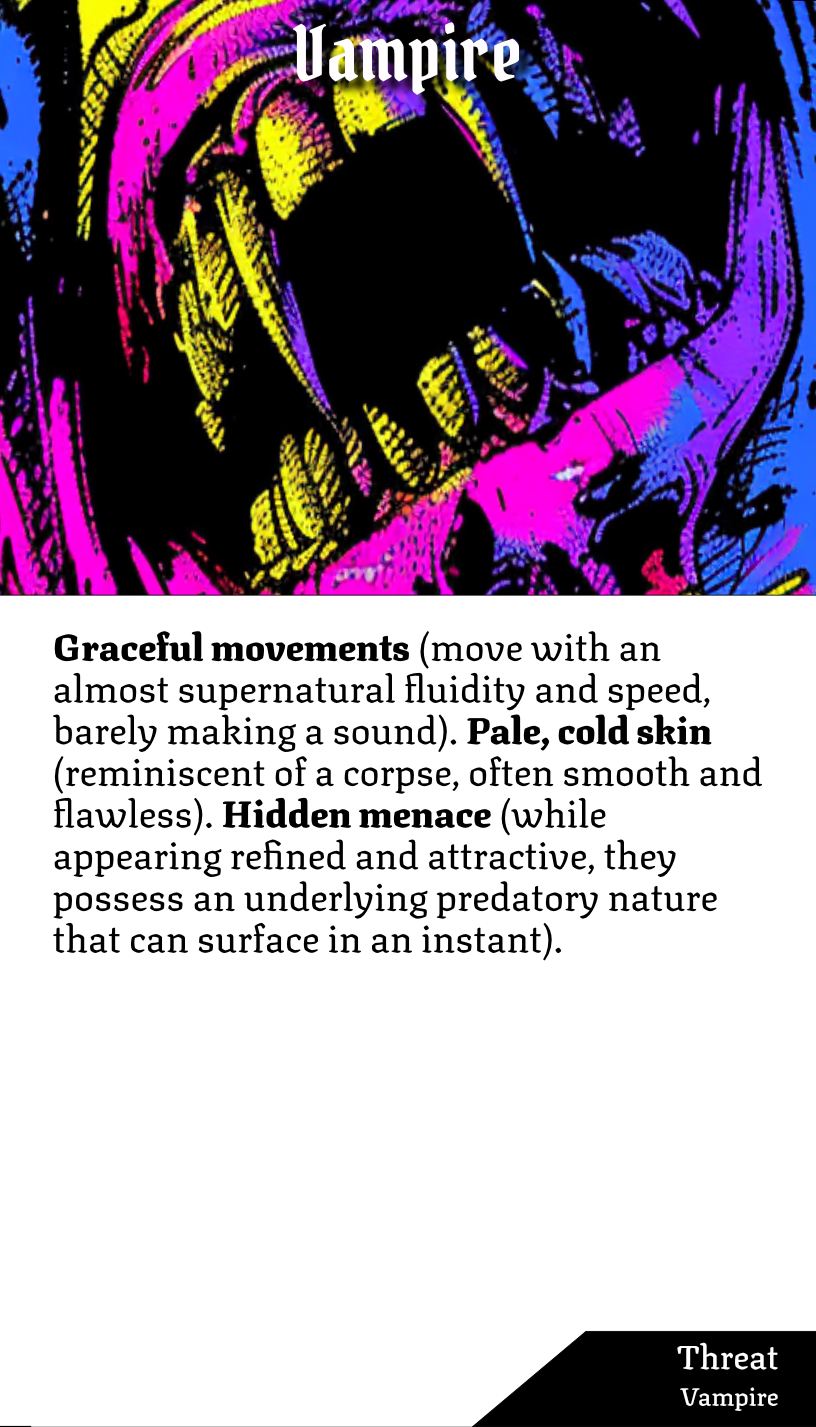 Vampire
Graceful movements (move with an
almost supernatural fluidity and speed,
barely making a sound). Pale, cold skin
(reminiscent of a corpse, often smooth and
flawless). Hidden menace (while
appearing refined and attractive, they
possess an underlying predatory nature
that can surface in an instant).
Threat
Vampire